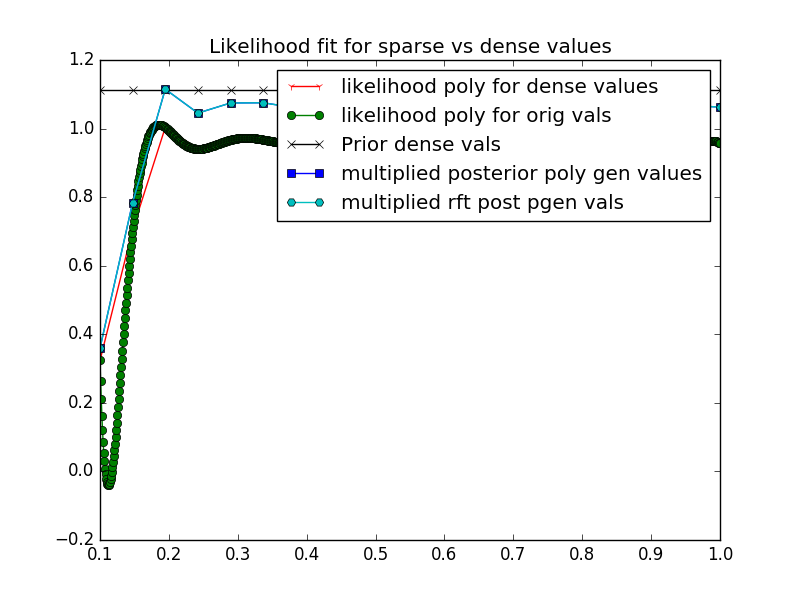 Likelihood fit for sparse vs dense values
1.2
1.0
0.8
0.6
0.4
0.2
0.0
−0.2
likelihood poly for dense values
likelihood poly for orig vals
Prior dense vals
multiplied posterior poly gen values
multiplied rft post pgen vals
0.1 0.2 0.3 0.4 0.5 0.6 0.7 0.8 0.9 1.0